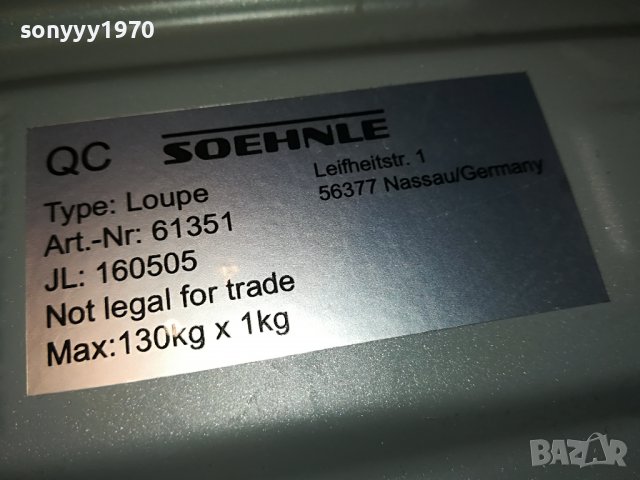 sonyyy1970
QC SOEHNLE
Type: Loupe
Leifheitstr. 1
Art.-Nr: 61351
56377 Nassau/Germany
JL: 160505
Not legal for trade
Max:130kg x 1kg
BAZAR